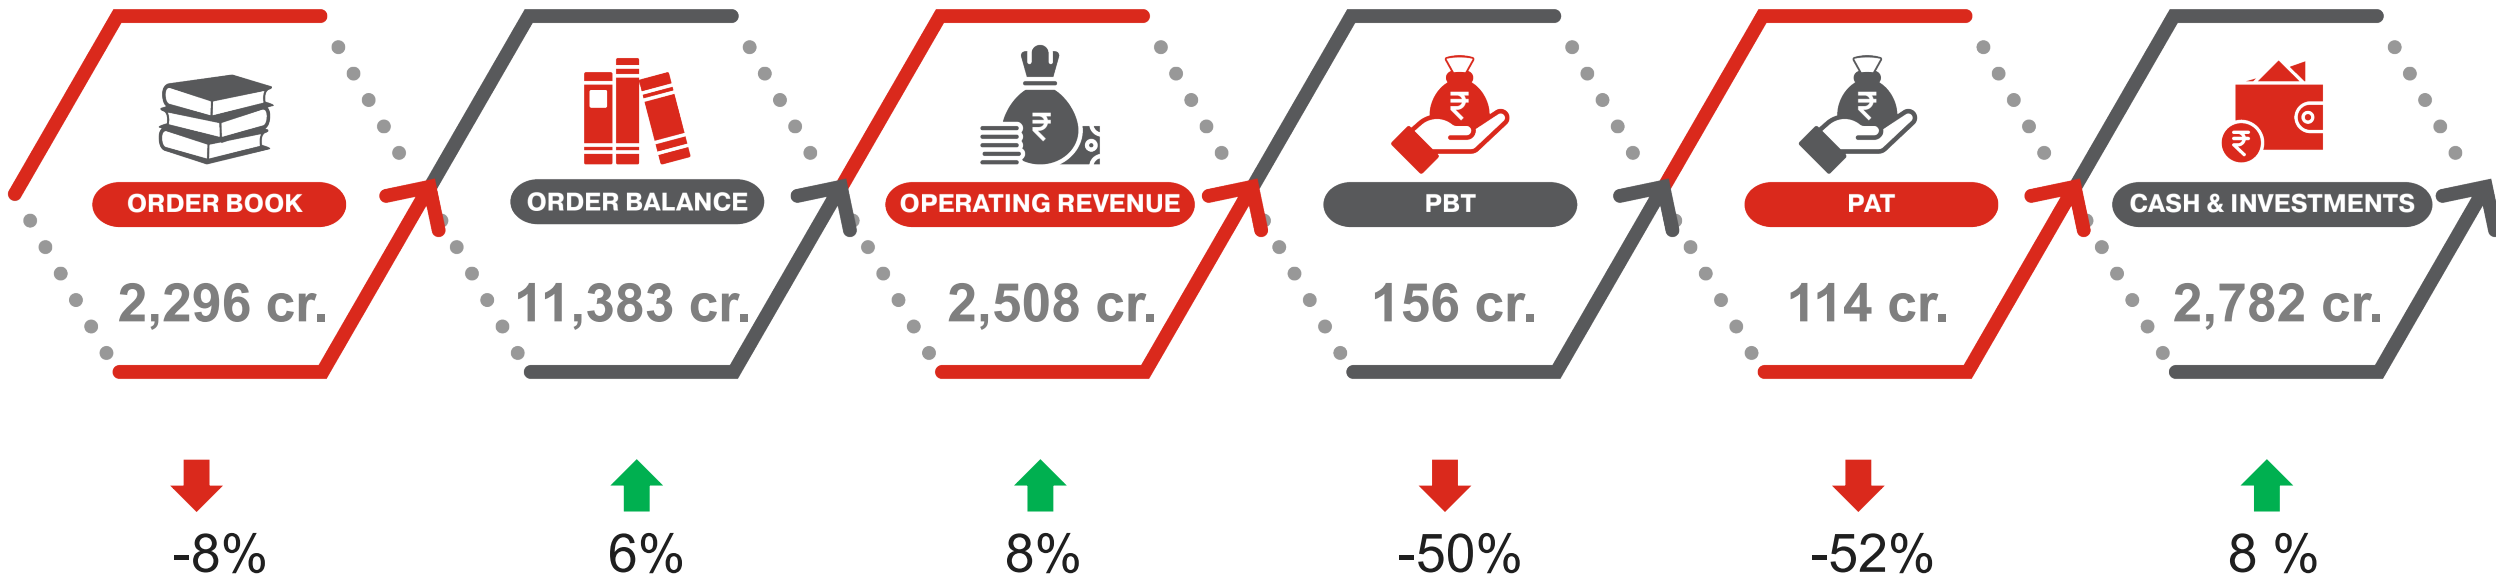 ORDER BOOK
ORDER BALANCE
OPERATING REVENUE
PBT
PAT
CASH & INVESTMENTS
2,296 cr.
11,383 cr.
2,508 cr.
156 cr.
114 cr.
2,782 cr.
-8%
6%
8%
-50%
-52%
8 %
₹
₹
₹
₹